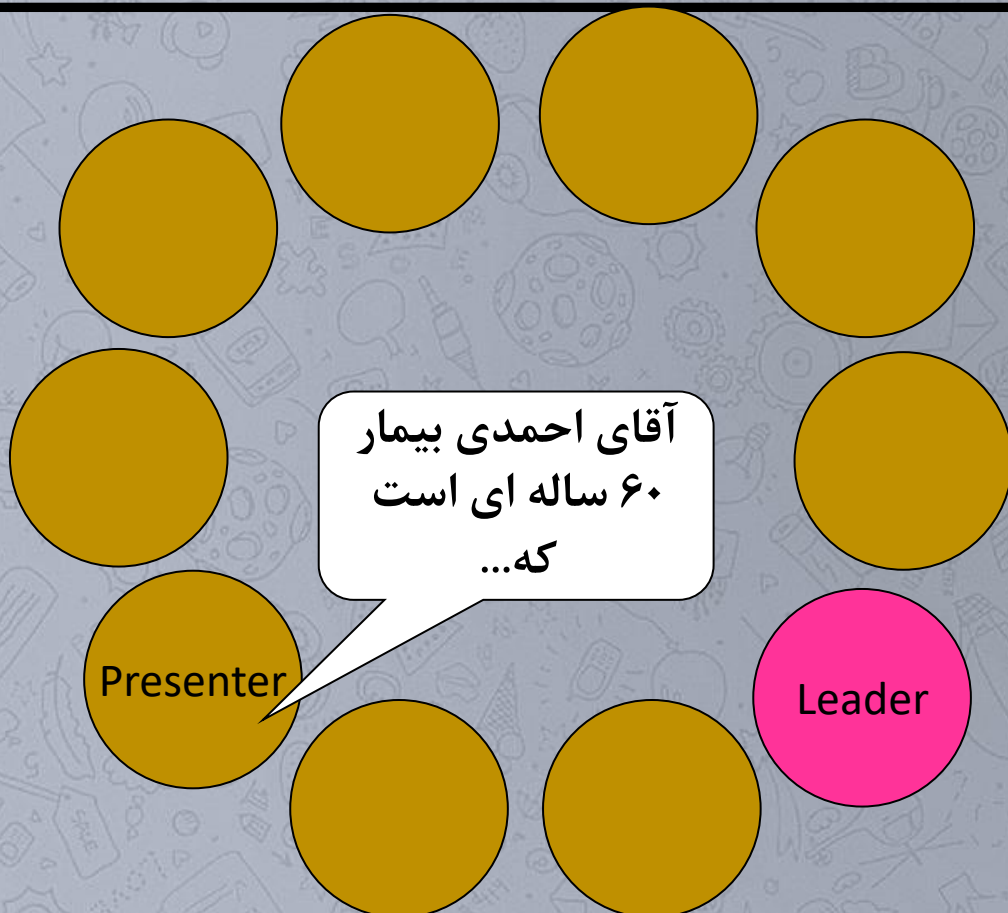 آقای احمدی بیمار
۶۰ ساله ای است
که...
Presenter
Leader